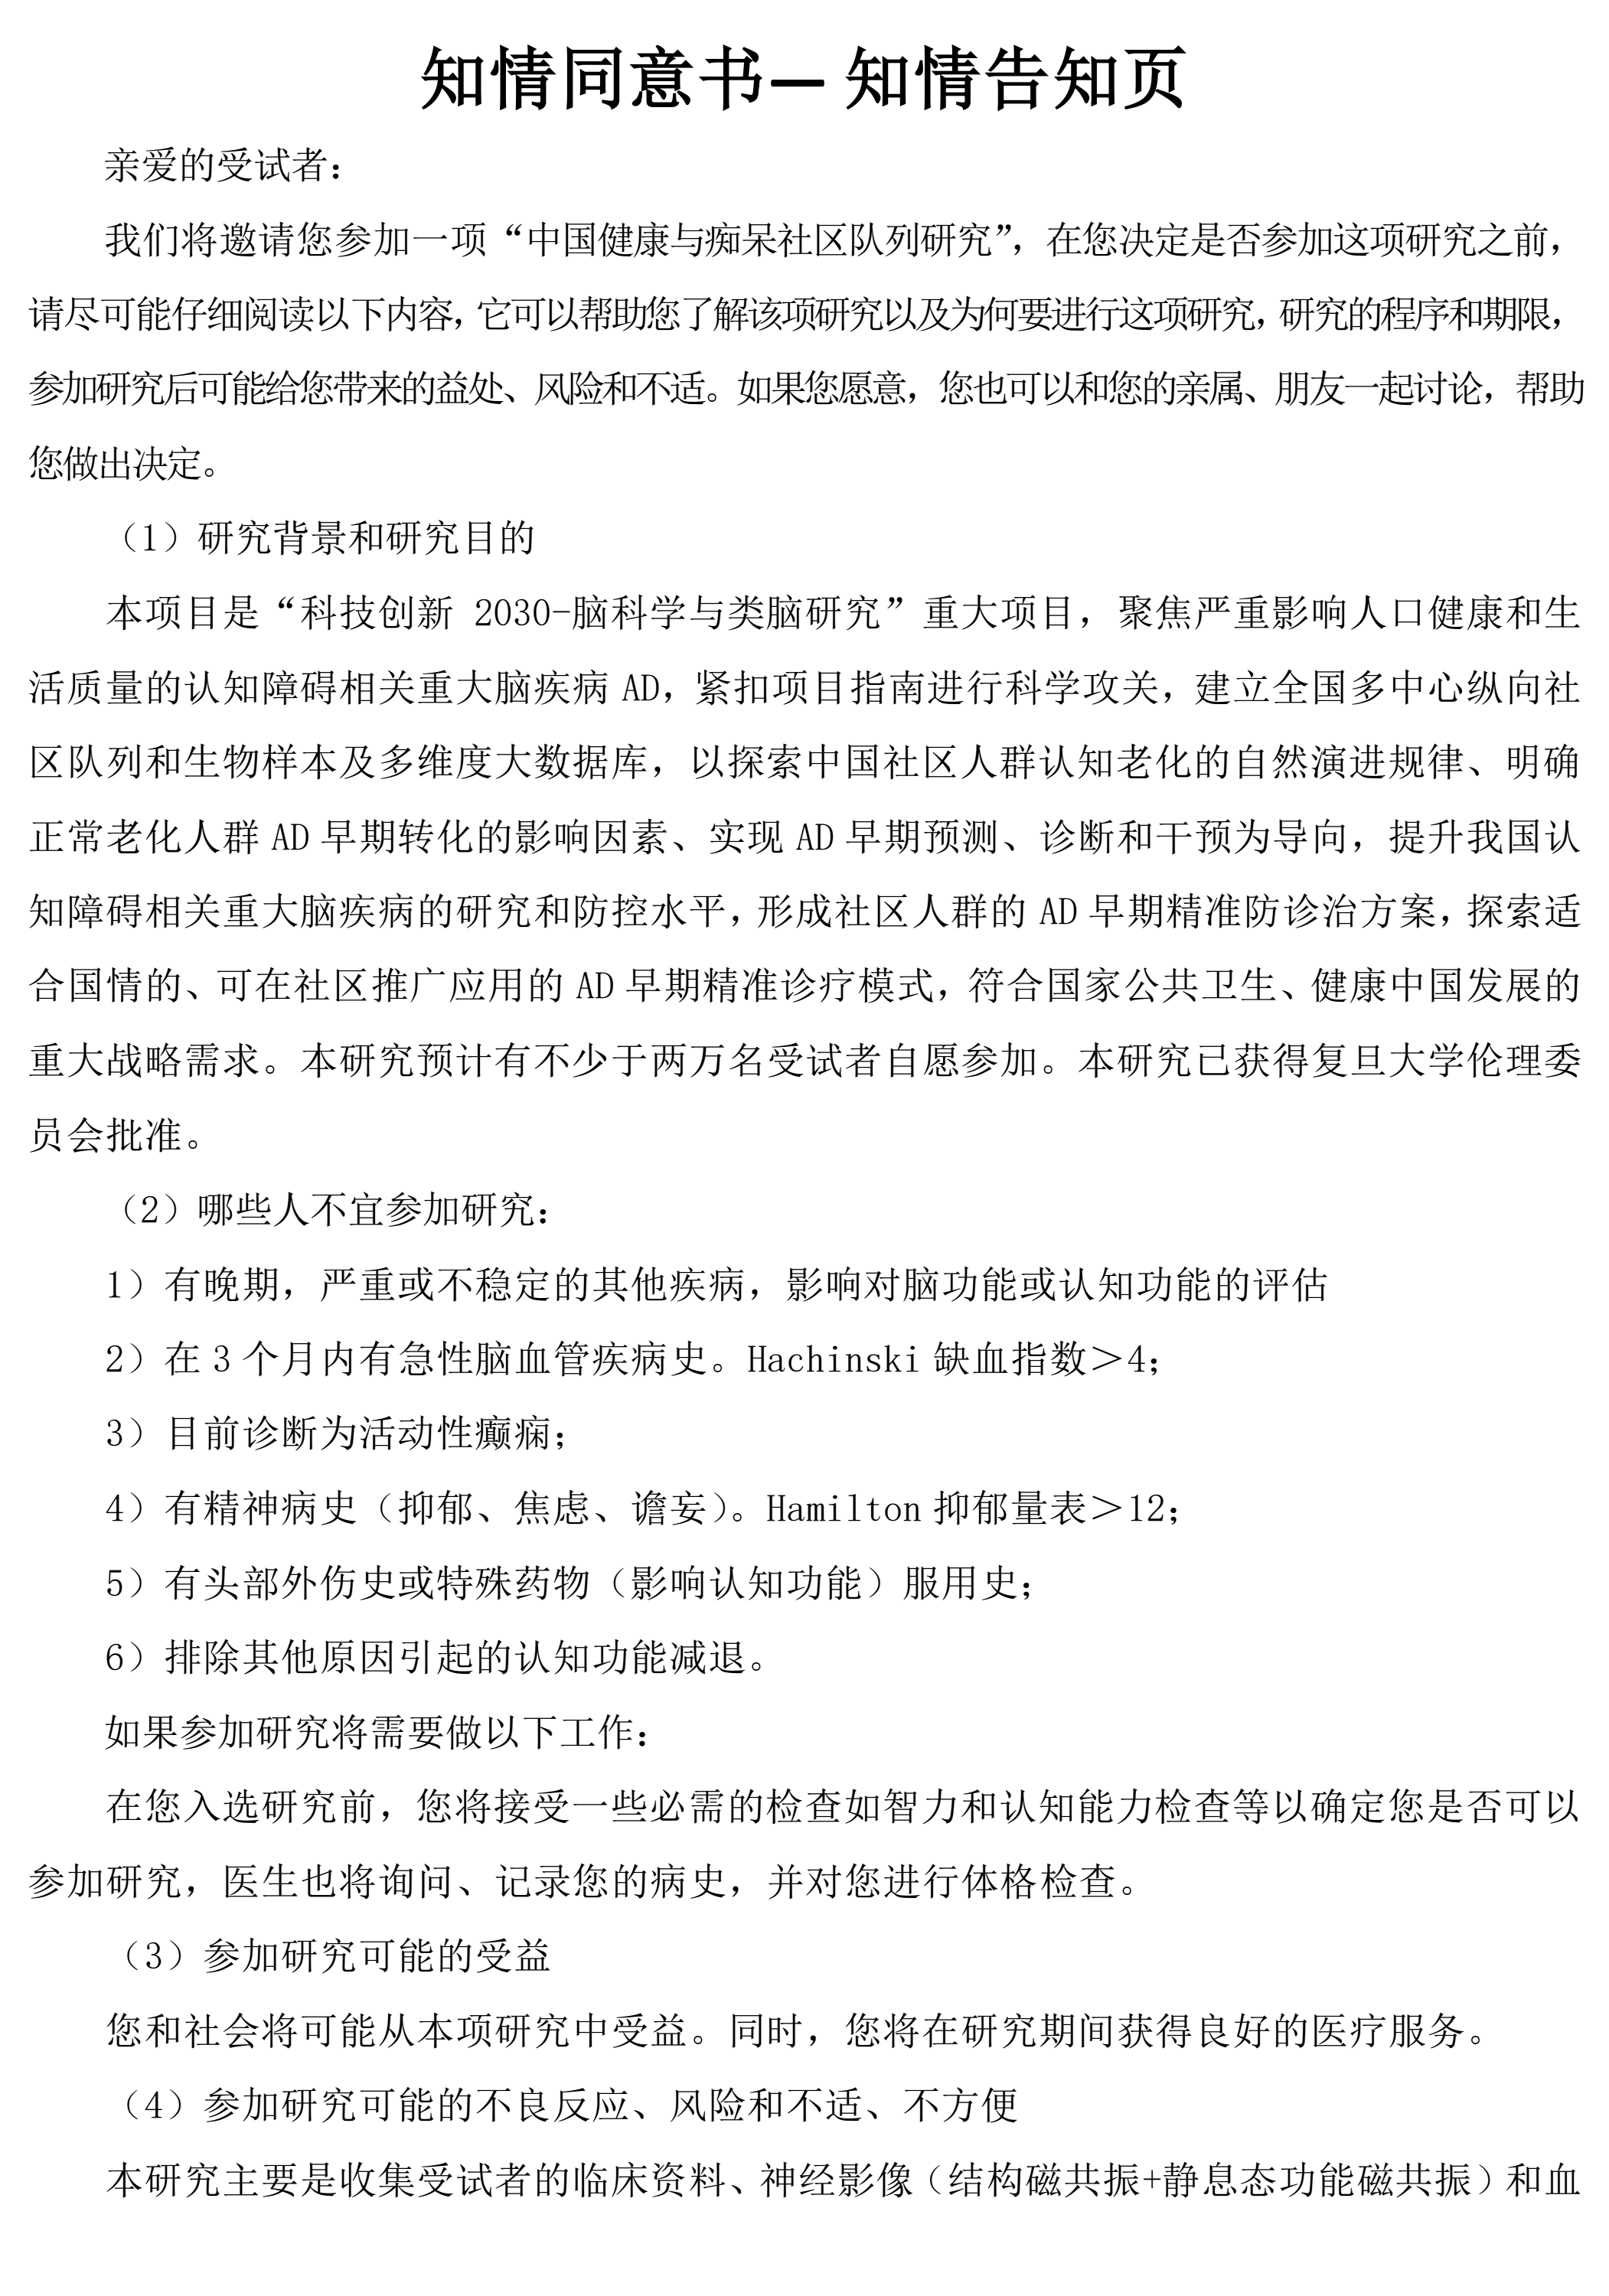 知情同意书— 知情告知页
亲爱的受试者：
我们将邀请您参加一项“中国健康与痴呆社区队列研究”，在您决定是否参加这项研究之前，
请尽可能仔细阅读以下内容，它可以帮助您了解该项研究以及为何要进行这项研究，研究的程序和期限，
参加研究后可能给您带来的益处、风险和不适。如果您愿意，您也可以和您的亲属、朋友一起讨论，帮助
您做出决定。
（1）研究背景和研究目的
本项目是“科技创新 2030-脑科学与类脑研究”重大项目，聚焦严重影响人口健康和生
活质量的认知障碍相关重大脑疾病 AD，紧扣项目指南进行科学攻关，建立全国多中心纵向社
区队列和生物样本及多维度大数据库，以探索中国社区人群认知老化的自然演进规律、明确
正常老化人群 AD 早期转化的影响因素、实现 AD 早期预测、诊断和干预为导向，提升我国认
知障碍相关重大脑疾病的研究和防控水平，形成社区人群的 AD 早期精准防诊治方案，探索适
合国情的、可在社区推广应用的 AD 早期精准诊疗模式，符合国家公共卫生、健康中国发展的
重大战略需求。本研究预计有不少于两万名受试者自愿参加。本研究已获得复旦大学伦理委
员会批准。
（2）哪些人不宜参加研究：
1）有晚期，严重或不稳定的其他疾病，影响对脑功能或认知功能的评估
2）在 3 个月内有急性脑血管疾病史。Hachinski 缺血指数＞4；
3）目前诊断为活动性癫痫；
4）有精神病史（抑郁、焦虑、谵妄）。Hamilton 抑郁量表＞12；
5）有头部外伤史或特殊药物（影响认知功能）服用史；
6）排除其他原因引起的认知功能减退。
如果参加研究将需要做以下工作：
在您入选研究前，您将接受一些必需的检查如智力和认知能力检查等以确定您是否可以
参加研究，医生也将询问、记录您的病史，并对您进行体格检查。
（3）参加研究可能的受益
您和社会将可能从本项研究中受益。同时，您将在研究期间获得良好的医疗服务。
（4）参加研究可能的不良反应、风险和不适、不方便
本研究主要是收集受试者的临床资料、神经影像（结构磁共振+静息态功能磁共振）和血